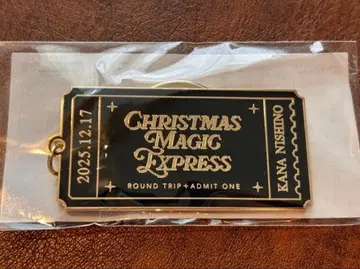 2025.12.17
CHRISTMAS
MAGIC
EXPRESS
ROUND TRIP + ADMIT ONE
KANA NISHINO